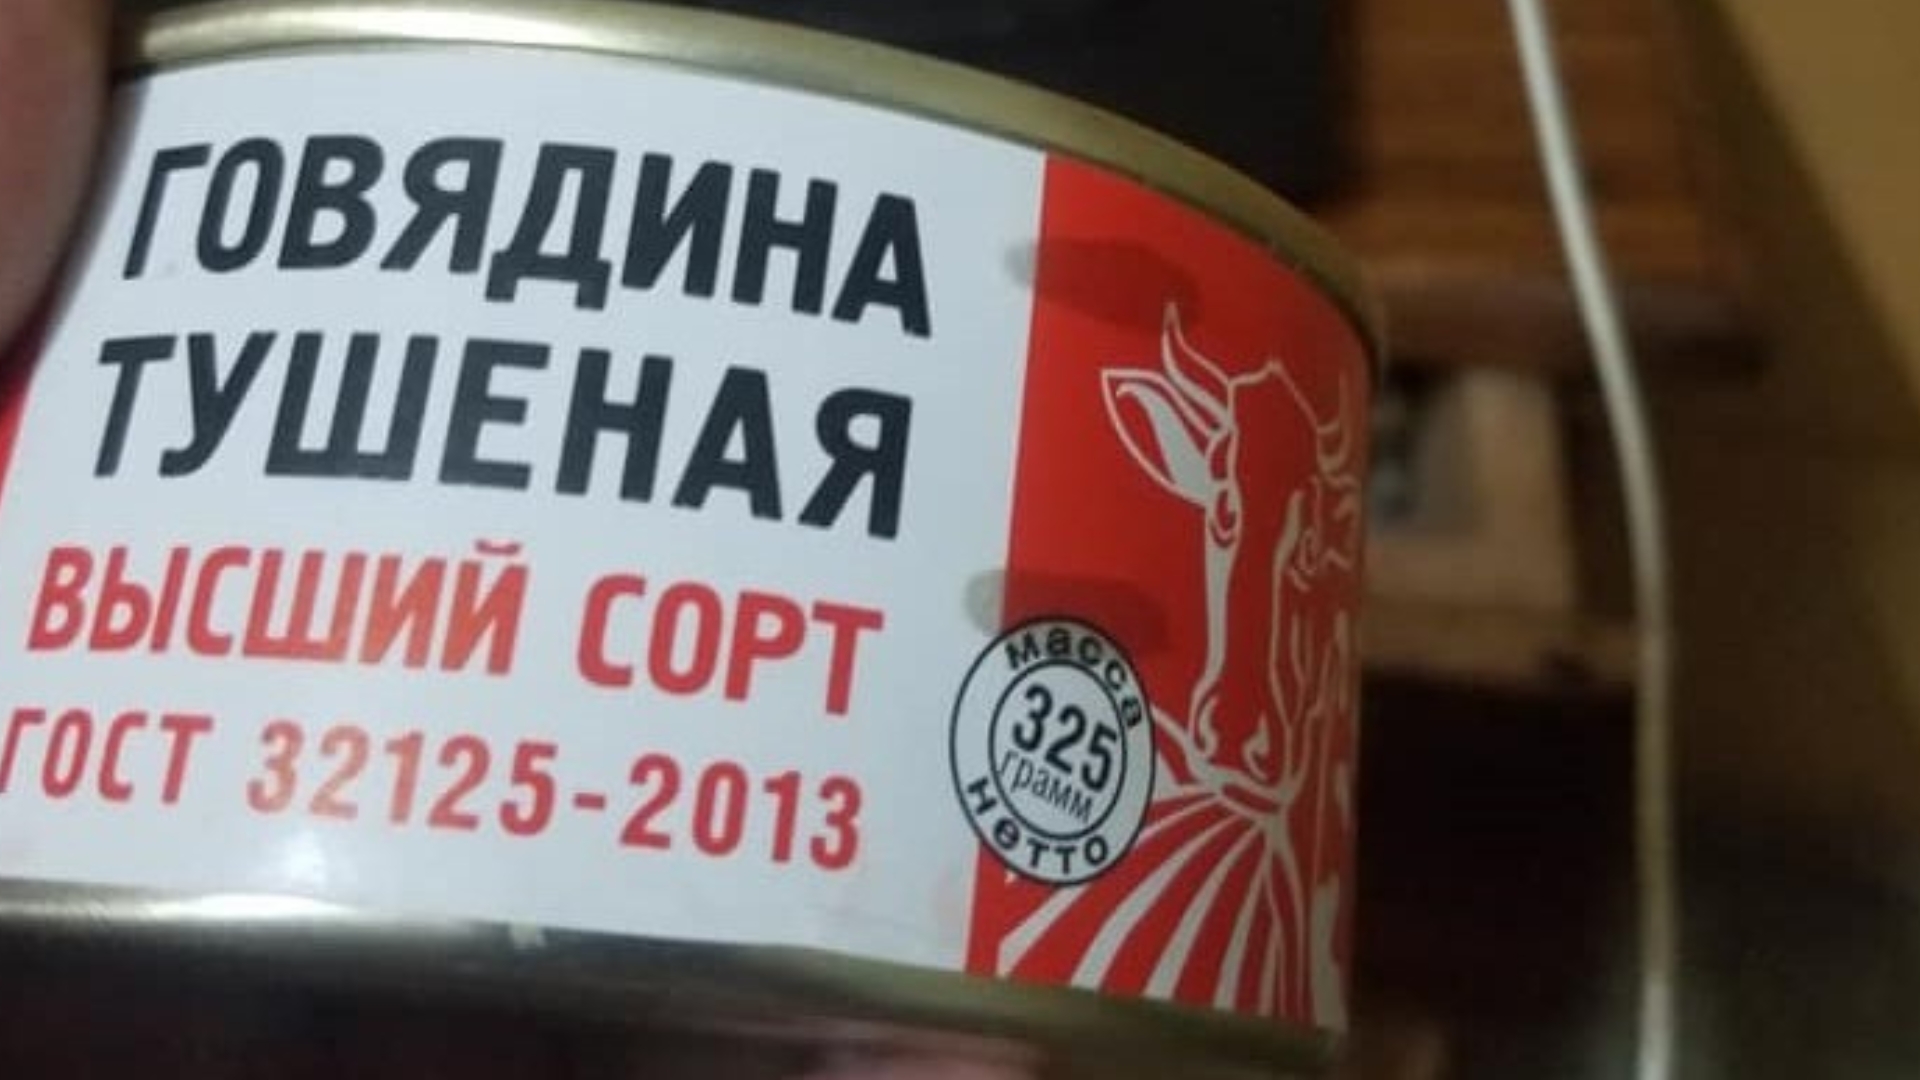 ГОВЯДИНА
ТУШЕНАЯ
ВЫСШИЙ СОРТ
ГОСТ 32125-2013
масса
325
грамм
нетто